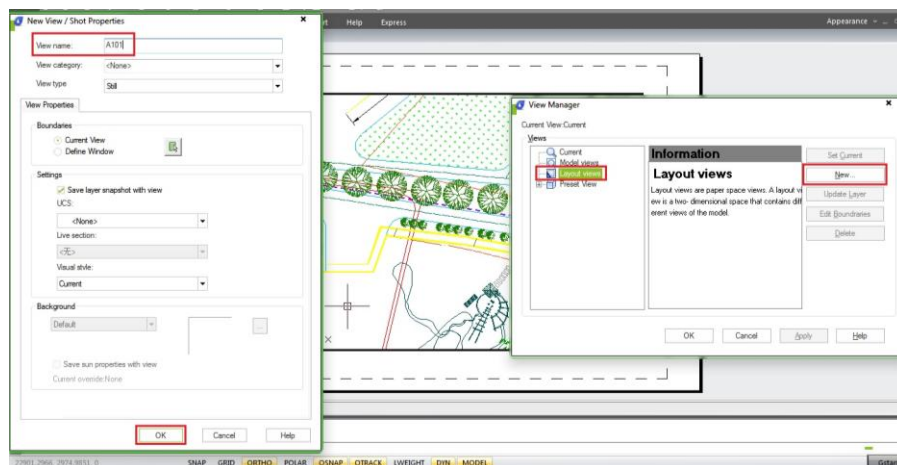 New View / Shot Properties
View name:
A101
View category:
<None>
View type
Still
View Properties
Boundaries
Current View
Define Window
Settings
Save layer snapshot with view
UCS:
<None>
Live section:
Visual style:
Current
Background
Default
...
Save sun properties with view
Current override:None
OK
Cancel
Help
Help
Express
Appearance
View Manager
Current View:Current
Views
Current
Model views
Layout views
Preset View
Information
Layout views
Layout views are paper space views. A layout vi
ew is a two- dimensional space that contains diff
erent views of the model.
Set Current
New...
Update Layer
Edit Boundaries
Delete
OK
Cancel
Apply
Help
SNAP GRID ORTHO POLAR OSNAP OTRACK LWEIGHT DYN MODEL